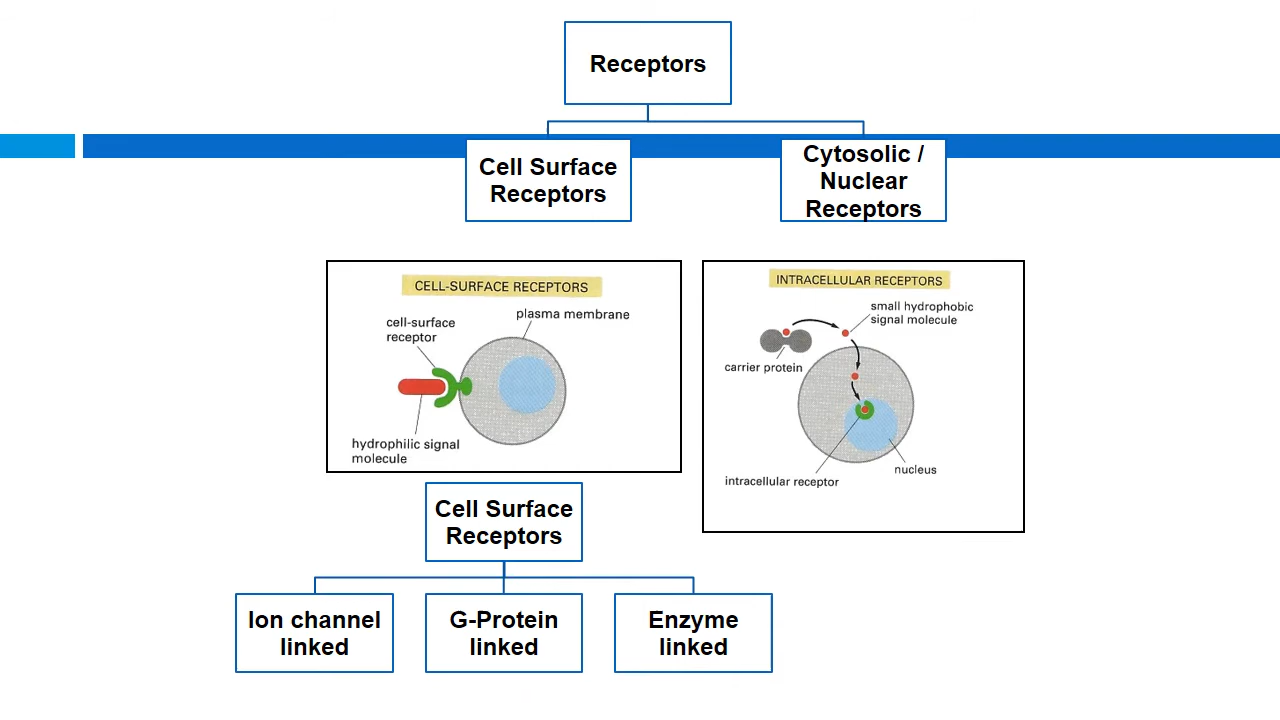 Receptors
Cell Surface
Receptors
Cytosolic /
Nuclear
Receptors
CELL-SURFACE RECEPTORS
plasma membrane
cell-surface
receptor
hydrophilic signal
molecule
INTRACELLULAR RECEPTORS
small hydrophobic
signal molecule
carrier protein
nucleus
intracellular receptor
Cell Surface
Receptors
Ion channel
linked
G-Protein
linked
Enzyme
linked